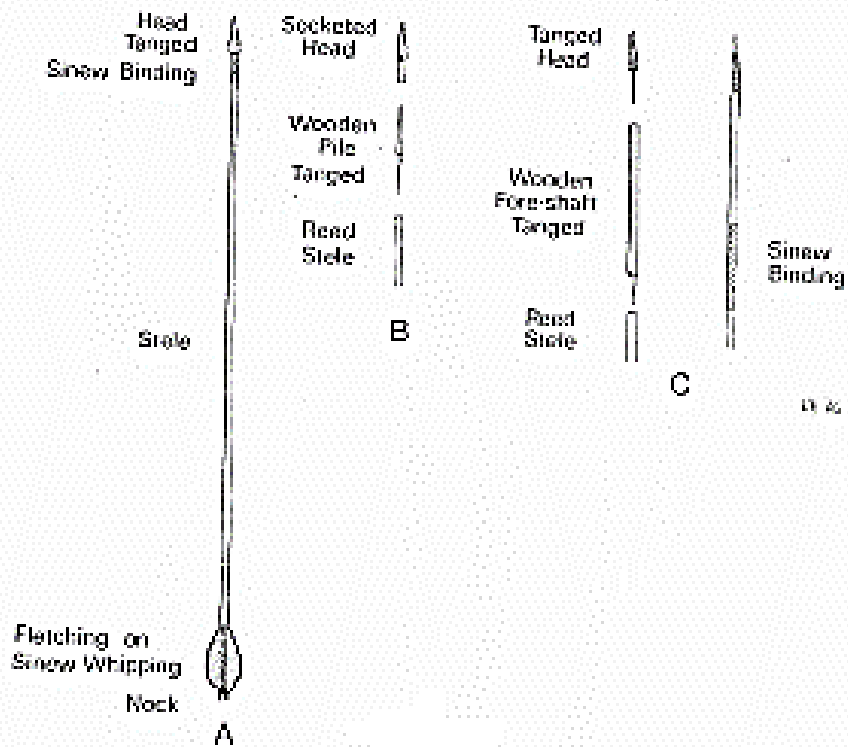 Head
Tanged
Sinew Binding
Stele
Fletching on
Sinew Whipping
Nock
A
Socketed
Head
Wooden
Pile
Tanged
Reed
Stele
B
Tanged
Head
Wooden
Fore-shaft
Tanged
Reed
Stele
Sinew
Binding
C